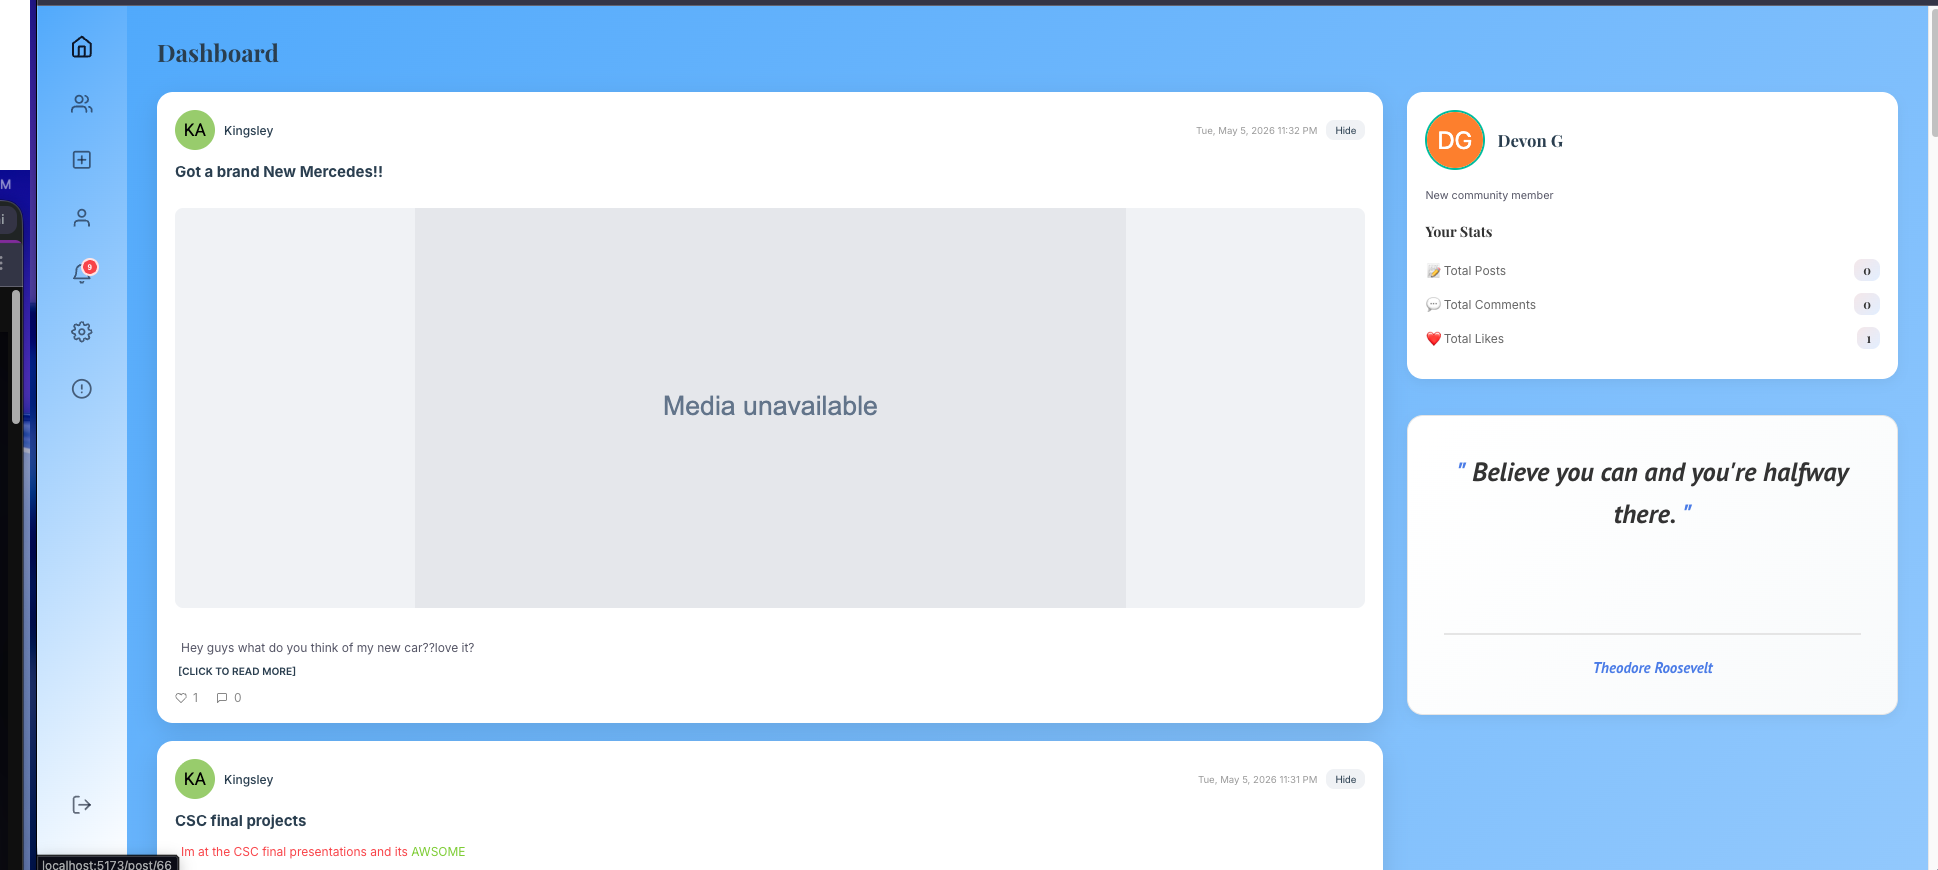 M
i
Dashboard
9
KA
Kingsley
Tue, May 5, 2026 11:32 PM
Hide
Got a brand New Mercedes!!
Media unavailable
Hey guys what do you think of my new car??love it?
[CLICK TO READ MORE]
1
0
KA
Kingsley
Tue, May 5, 2026 11:31 PM
Hide
CSC final projects
Im at the CSC final presentations and its AWSOME
DG
Devon G
New community member
Your Stats
Total Posts
0
Total Comments
0
Total Likes
1
" Believe you can and you're halfway
there. "
Theodore Roosevelt
localhost:5173/post/66